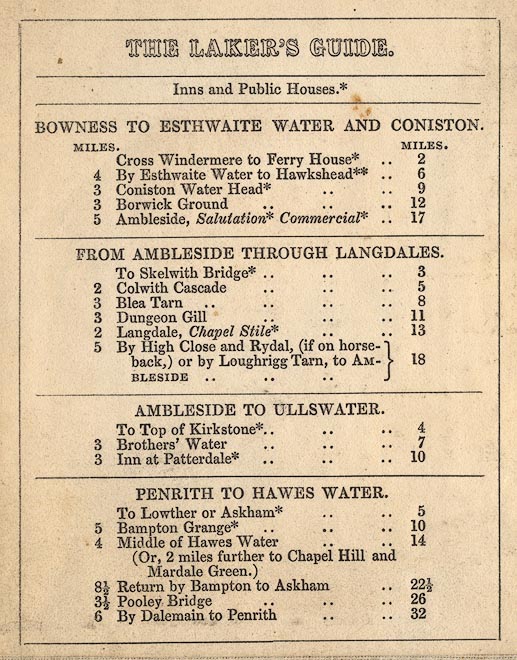 THE LAKER'S GUIDE.
Inns and Public Houses.*
BOWNESS TO ESTHWAITE WATER AND CONISTON.
MILES. MILES.
Cross Windermere to Ferry House* .. 2
4 By Esthwaite Water to Hawkshead** .. 6
3 Coniston Water Head* .. .. 9
3 Borwick Ground .. .. .. 12
5 Ambleside, Salutation* Commercial* .. 17
FROM AMBLESIDE THROUGH LANGDALES.
To Skelwith Bridge* .. .. .. 3
2 Colwith Cascade .. .. .. 5
3 Blea Tarn .. .. .. .. 8
3 Dungeon Gill .. .. .. 11
2 Langdale, Chapel Stile* .. .. 13
5 By High Close and Rydal, (if on horse-
back,) or by Loughrigg Tarn, to AM- } 18
BLESIDE .. .. ..
AMBLESIDE TO ULLSWATER.
To Top of Kirkstone*.. .. .. 4
3 Brothers' Water .. .. .. 7
3 Inn at Patterdale* .. .. .. 10
PENRITH TO HAWES WATER.
To Lowther or Askham* .. .. 5
5 Bampton Grange* .. .. .. 10
4 Middle of Hawes Water .. .. 14
(Or, 2 miles further to Chapel Hill and
Mardale Green.)
8½ Return by Bampton to Askham .. 22½
3½ Pooley Bridge .. .. .. 26
6 By Dalemain to Penrith .. .. 32